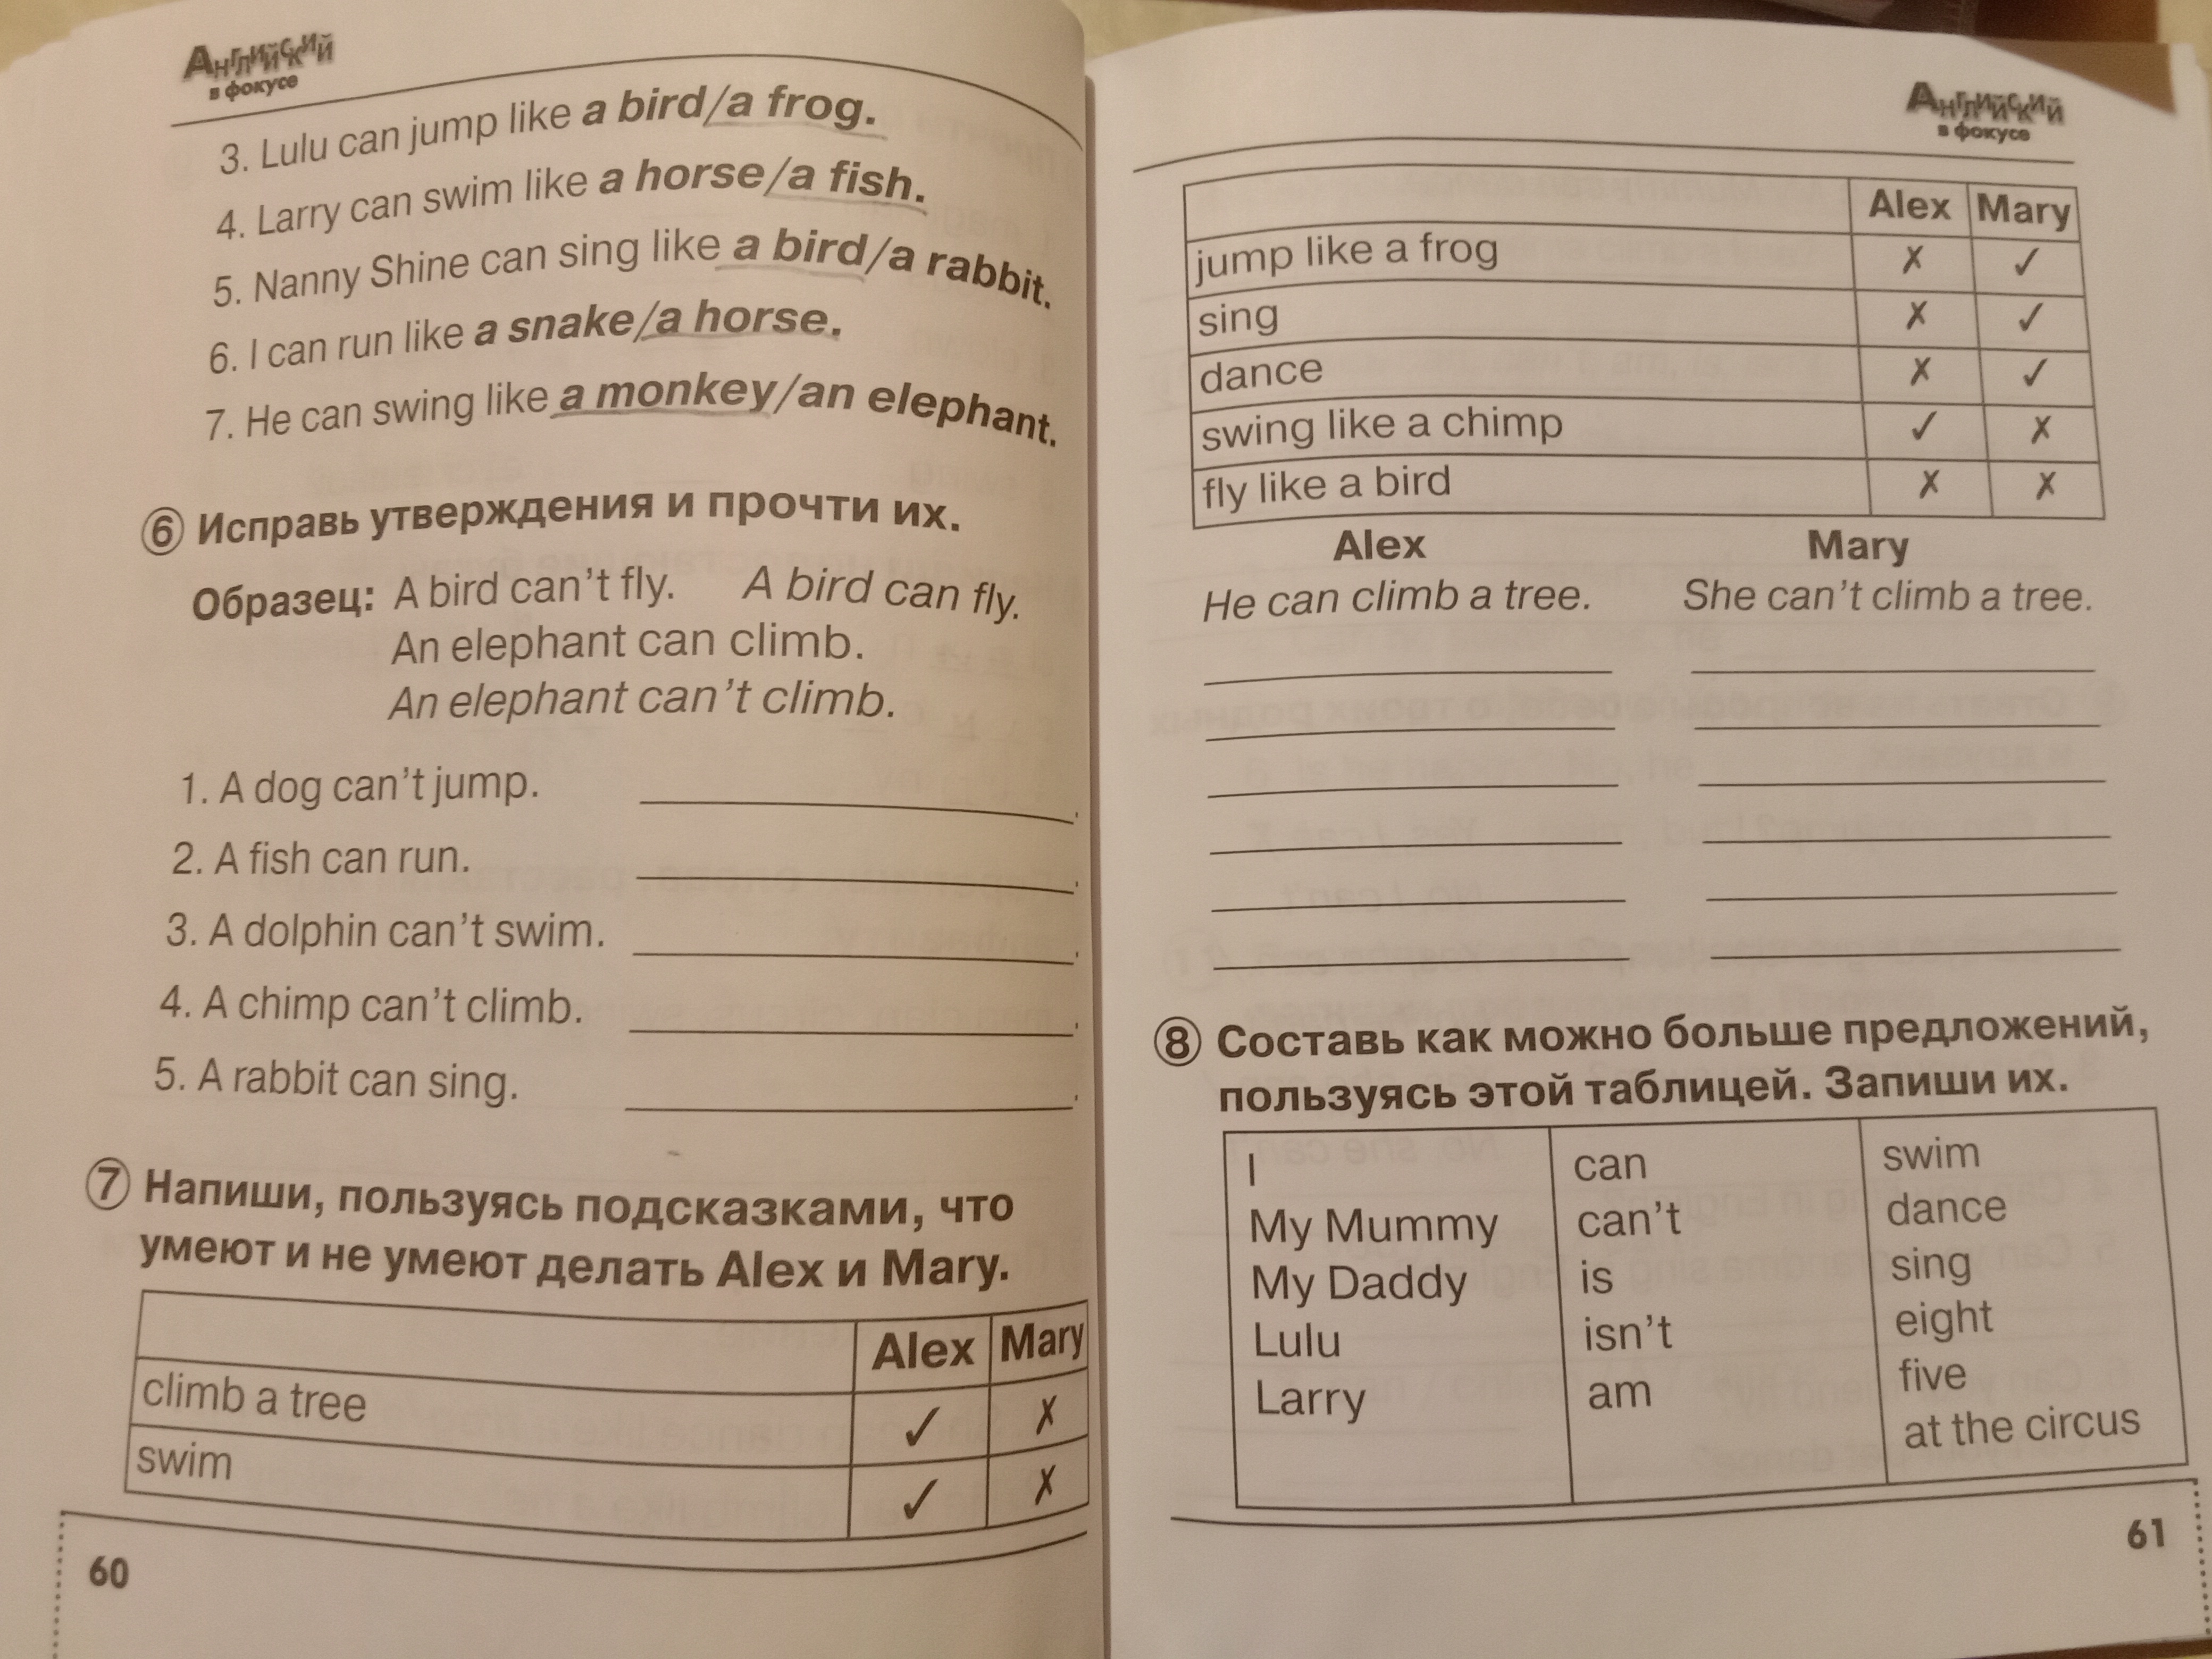 Английский
в фокусе
3. Lulu can jump like a bird/a frog.
4. Larry can swim like a horse/a fish.
5. Nanny Shine can sing like a bird/a rabbit.
6. I can run like a snake/a horse.
7. He can swing like a monkey/an elephant.
6 Исправь утверждения и прочти их.
Образец: A bird can't fly. A bird can fly.
An elephant can climb.
An elephant can't climb.
1. A dog can't jump.
2. A fish can run.
3. A dolphin can't swim.
4. A chimp can't climb.
5. A rabbit can sing.
7 Напиши, пользуясь подсказками, что
умеют и не умеют делать Alex и Mary.
Alex Mary
climb a tree ✓ ✗
swim ✓ ✗
60
Английский
в фокусе
Alex Mary
jump like a frog ✗ ✓
sing ✗ ✓
dance ✗ ✓
swing like a chimp ✓ ✗
fly like a bird ✗ ✗
Alex Mary
He can climb a tree. She can't climb a tree.
8 Составь как можно больше предложений,
пользуясь этой таблицей. Запиши их.
I can swim
My Mummy can't dance
My Daddy is sing
Lulu isn't eight
Larry am five
at the circus
61